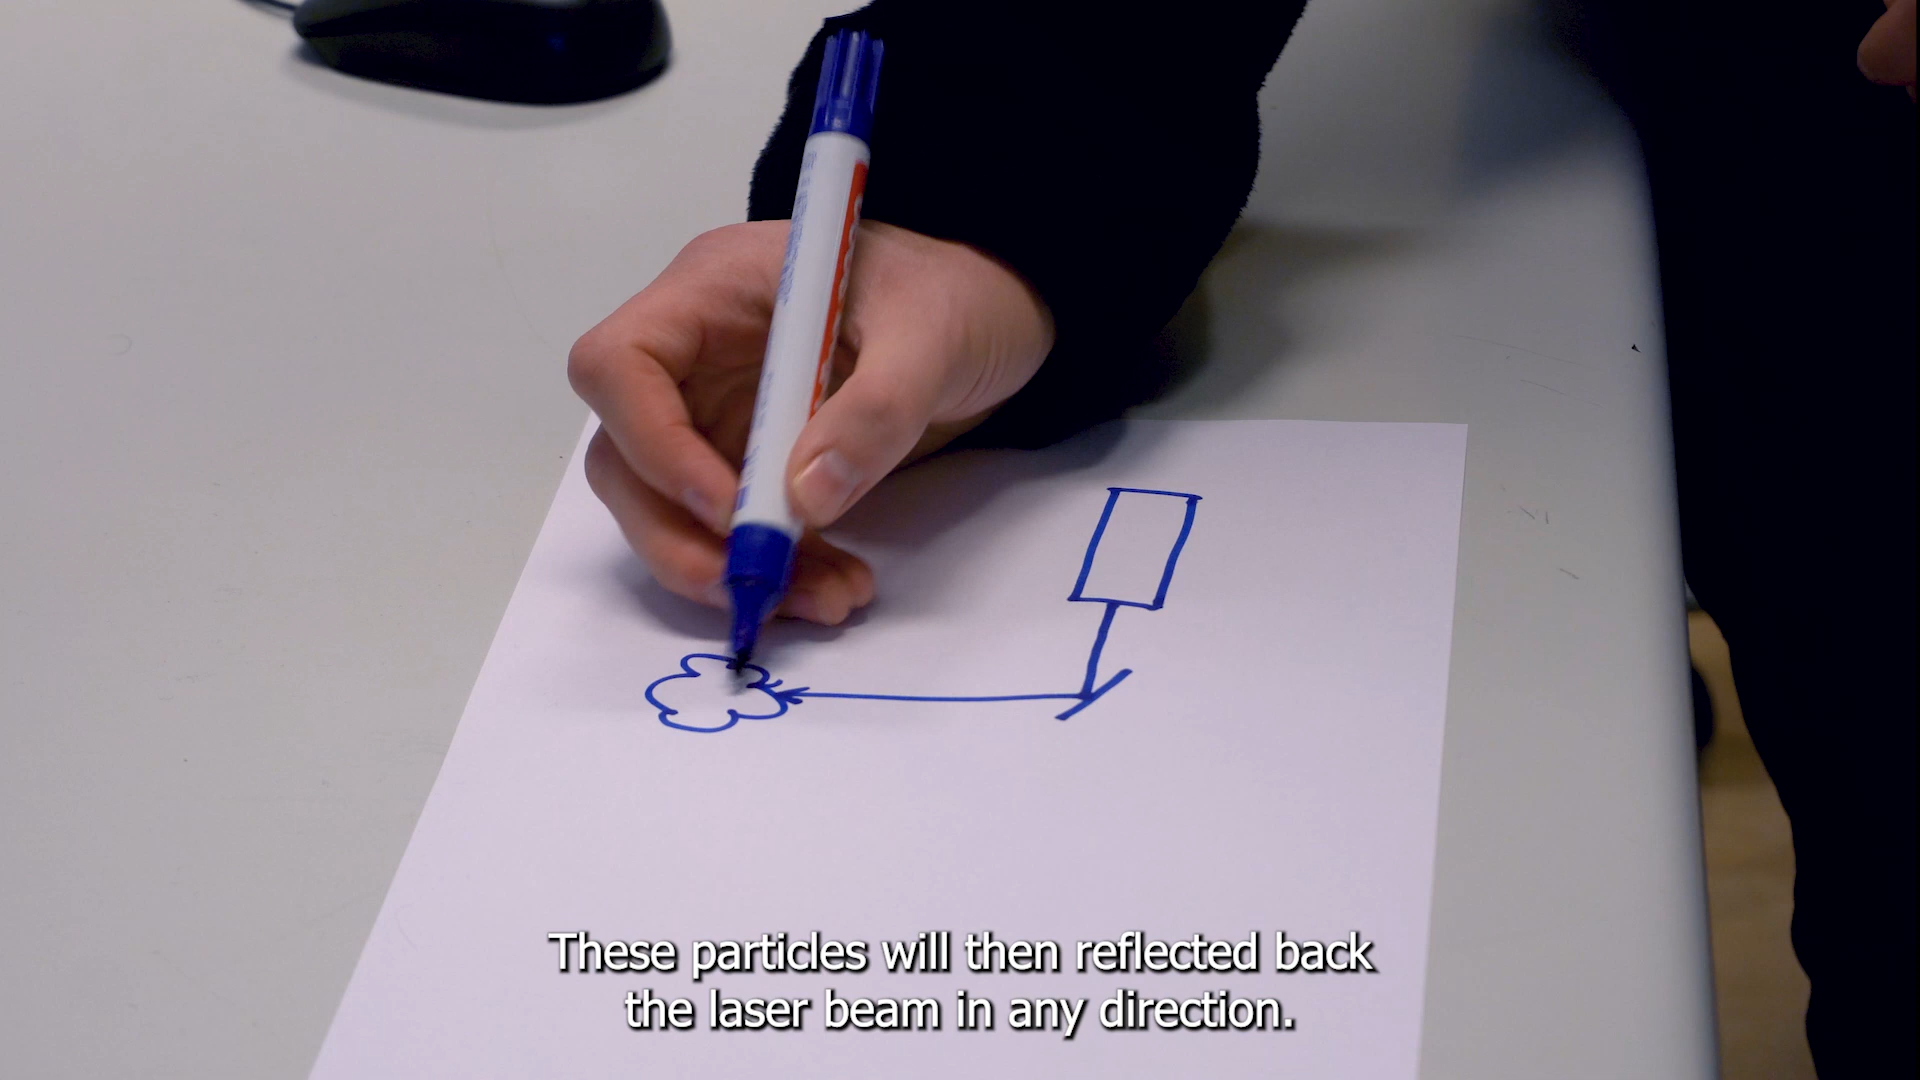 These particles will then reflected back
the laser beam in any direction.